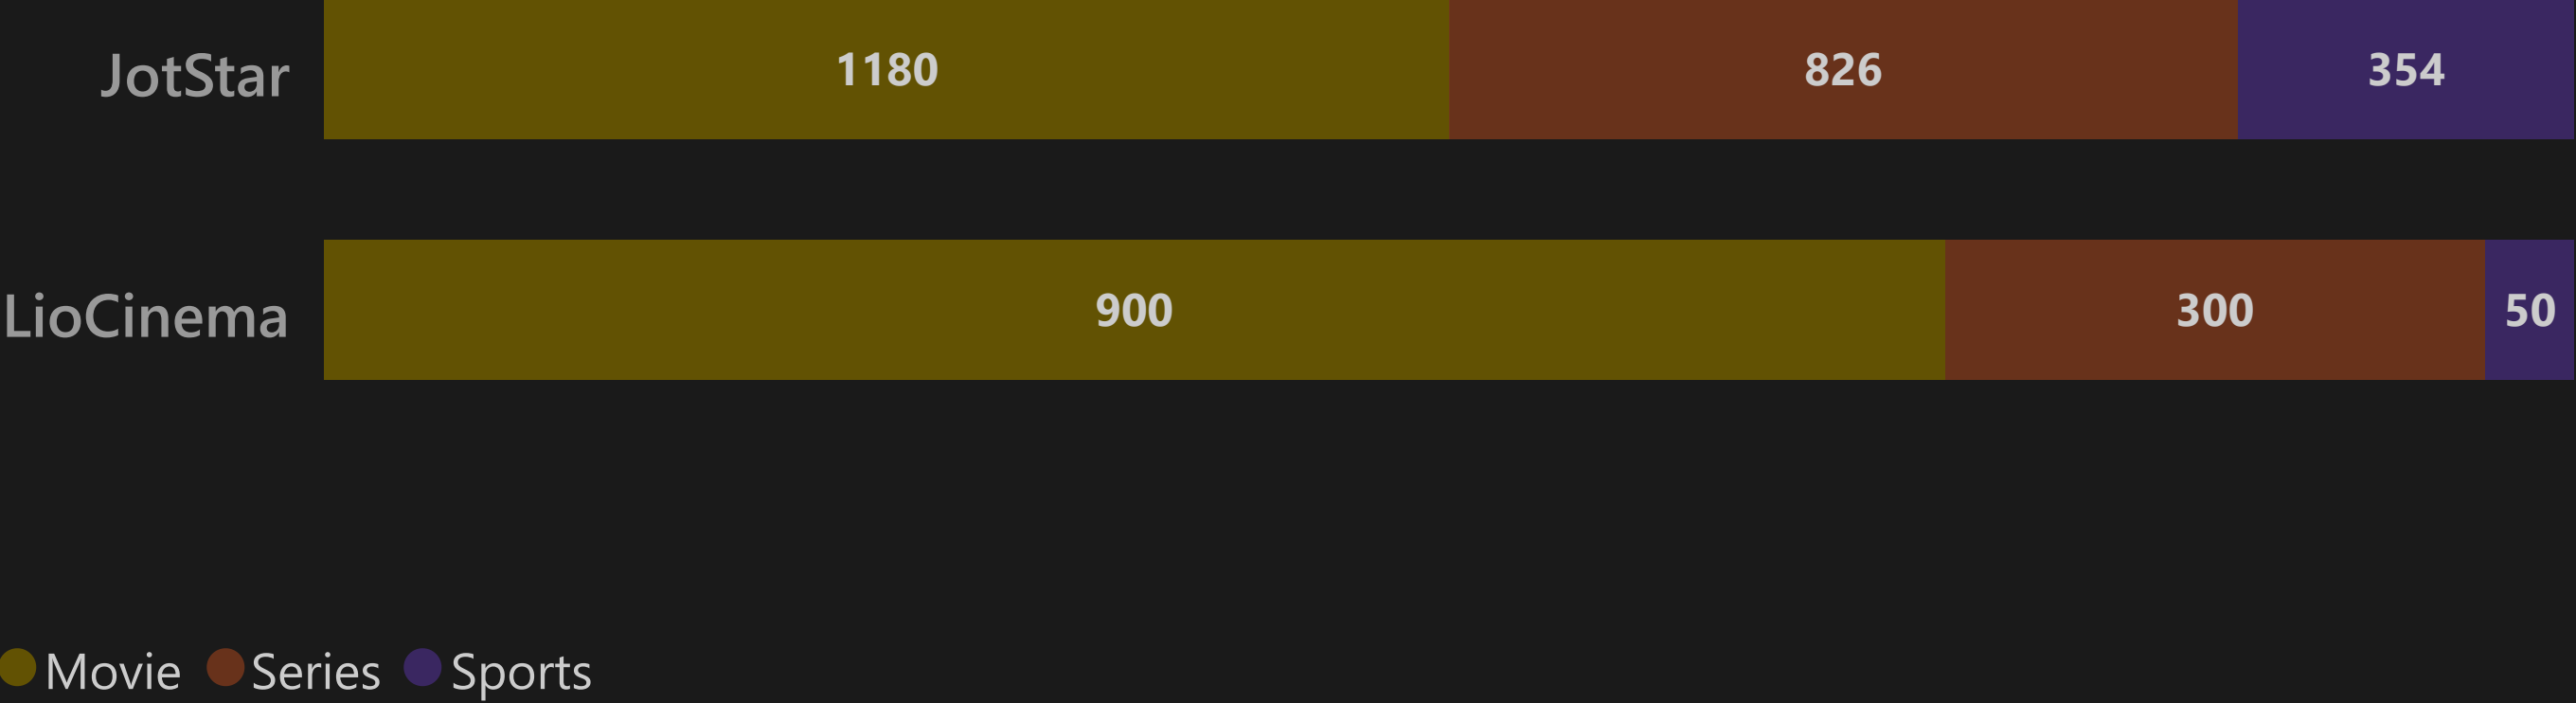 JotStar 1180 826 354
LioCinema 900 300 50
Movie Series Sports